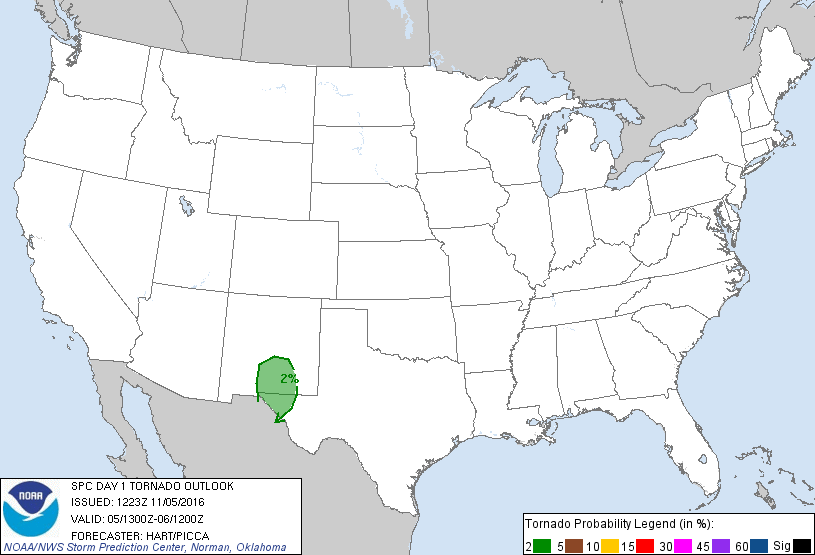 2%
NOAA
SPC DAY 1 TORNADO OUTLOOK
ISSUED: 1223Z 11/05/2016
VALID: 05/1300Z-06/1200Z
FORECASTER: HART/PICCA
NOAA/NWS Storm Prediction Center, Norman, Oklahoma
Tornado Probability Legend (in %):
2 5 10 15 30 45 60 Sig